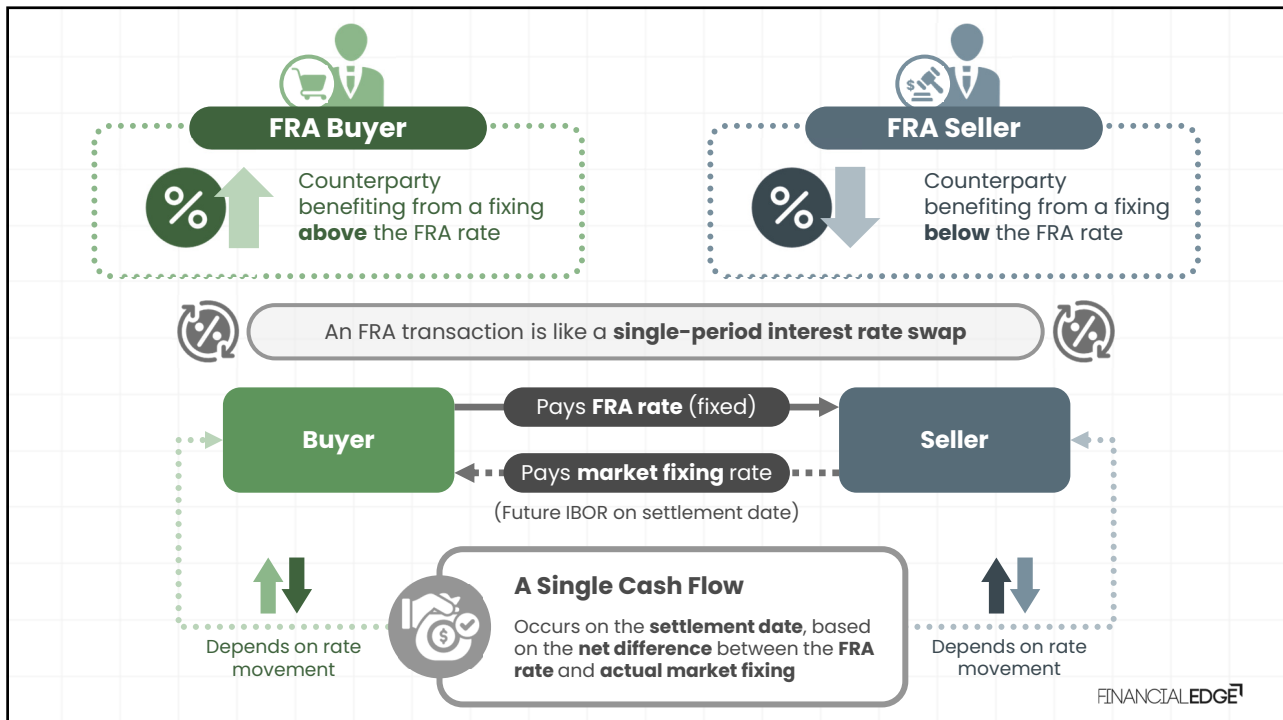 FRA Buyer
Counterparty
benefiting from a fixing
above the FRA rate
FRA Seller
Counterparty
benefiting from a fixing
below the FRA rate
An FRA transaction is like a single-period interest rate swap
Buyer
Pays FRA rate (fixed)
Seller
Pays market fixing rate
(Future IBOR on settlement date)
Depends on rate
movement
A Single Cash Flow
Occurs on the settlement date, based
on the net difference between the FRA
rate and actual market fixing
Depends on rate
movement
FINANCIALEDGE